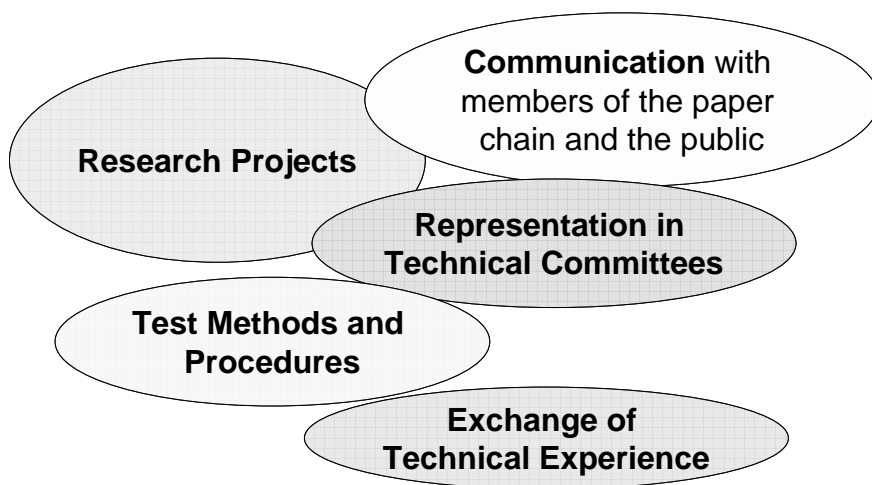 Communication with
members of the paper
chain and the public
Research Projects
Representation in
Technical Committees
Test Methods and
Procedures
Exchange of
Technical Experience